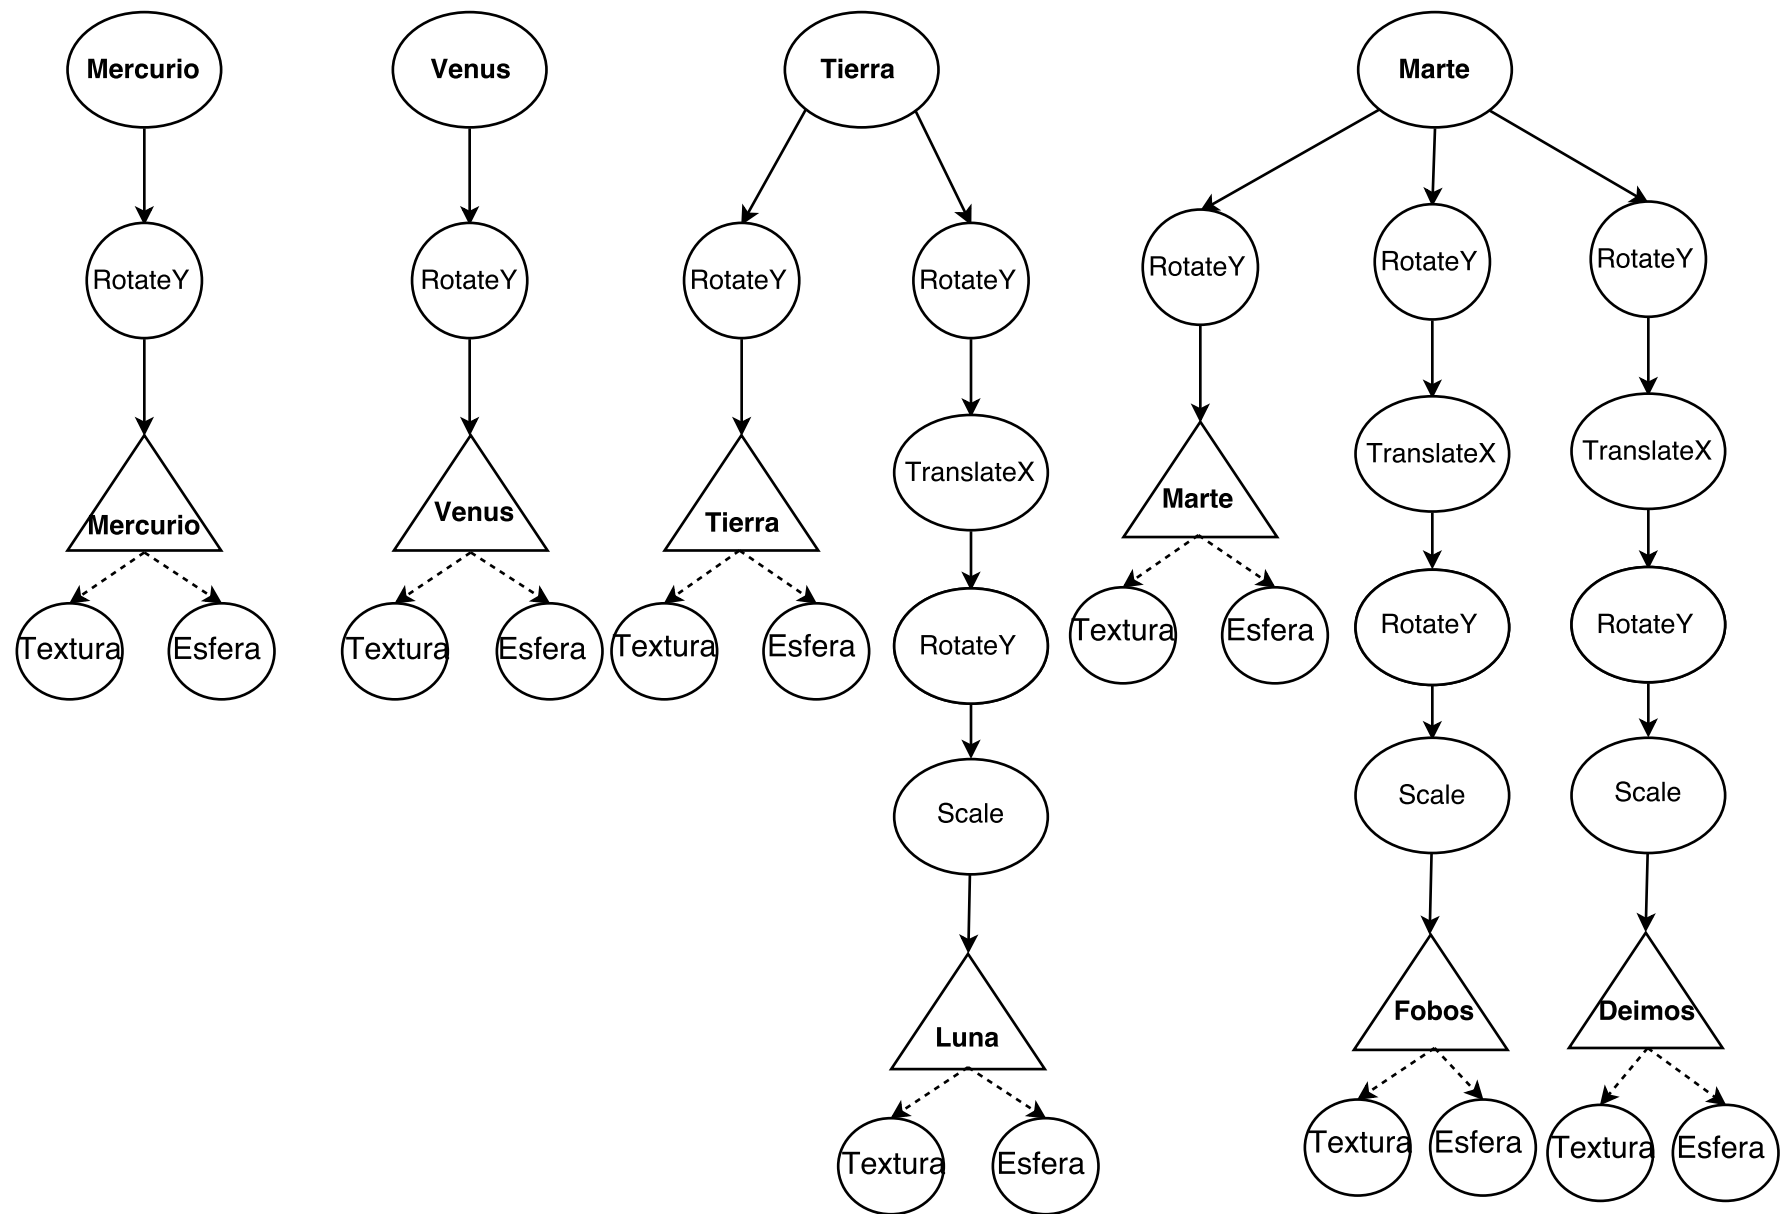 Mercurio
Venus
Tierra
Marte
RotateY
RotateY
RotateY
RotateY
RotateY
RotateY
RotateY
TranslateX
TranslateX
TranslateX
Mercurio
Venus
Tierra
Marte
Textura
Esfera
Textura
Esfera
Textura
Esfera
RotateY
Textura
Esfera
RotateY
RotateY
Scale
Scale
Scale
Luna
Fobos
Deimos
Textura
Esfera
Textura
Esfera
Textura
Esfera